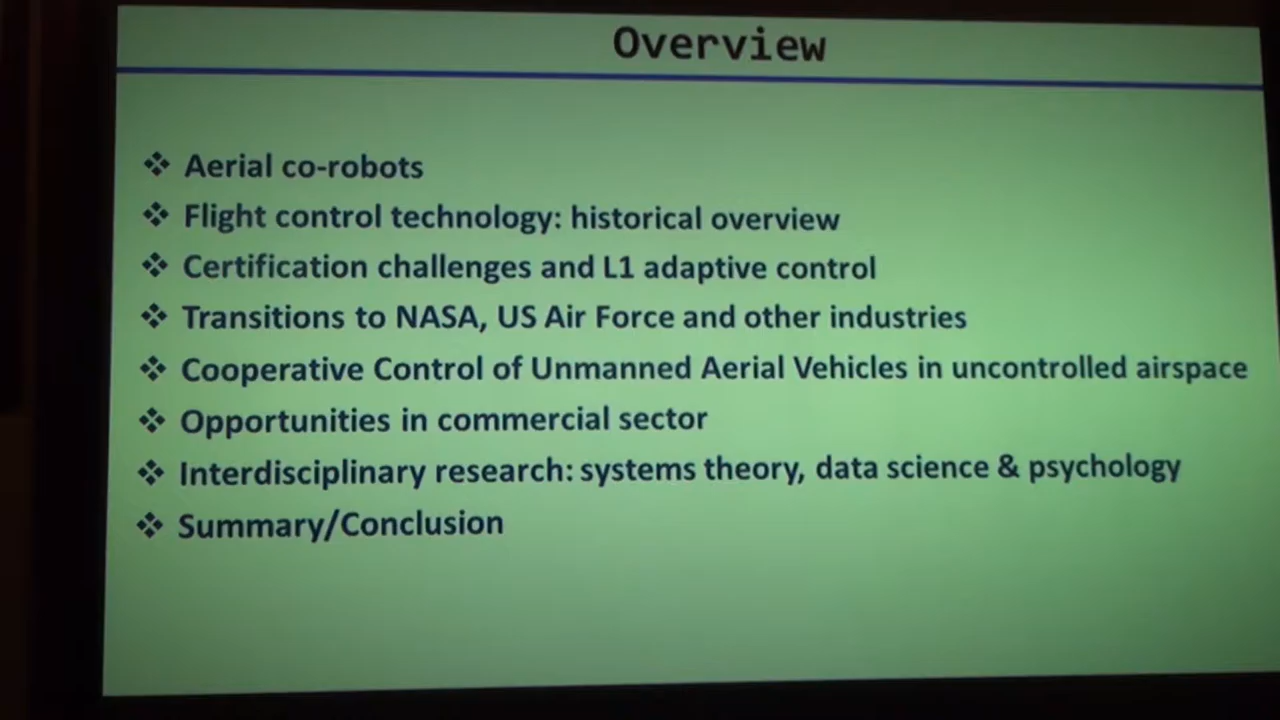 Overview
Aerial co-robots
Flight control technology: historical overview
Certification challenges and L1 adaptive control
Transitions to NASA, US Air Force and other industries
Cooperative Control of Unmanned Aerial Vehicles in uncontrolled airspace
Opportunities in commercial sector
Interdisciplinary research: systems theory, data science & psychology
Summary/Conclusion